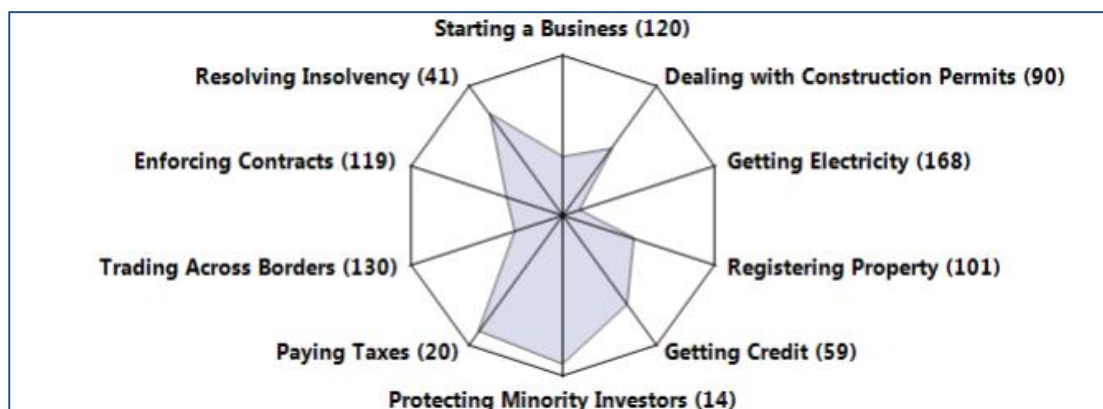 Starting a Business (120)
Resolving Insolvency (41)
Dealing with Construction Permits (90)
Enforcing Contracts (119)
Getting Electricity (168)
Trading Across Borders (130)
Registering Property (101)
Paying Taxes (20)
Getting Credit (59)
Protecting Minority Investors (14)